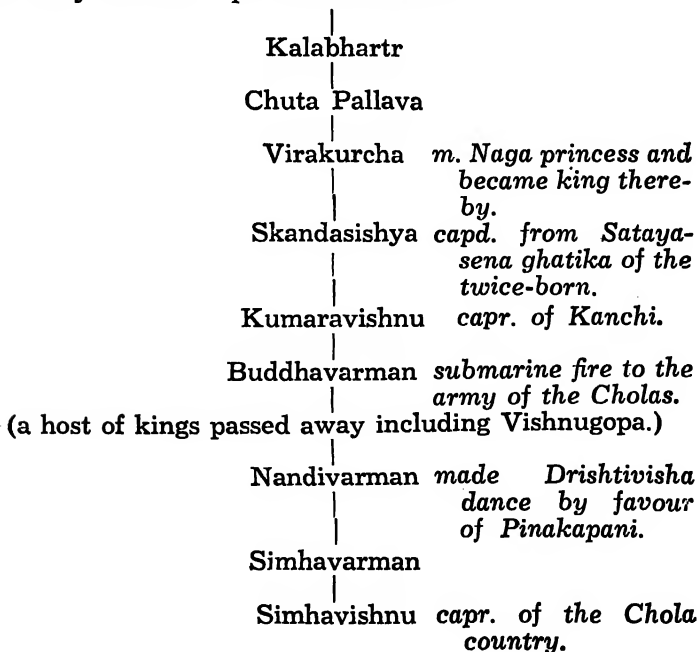 Kalabhartr
Chuta Pallava
Virakurcha m. Naga princess and
became king there-
by.
Skandasishya capd. from Sataya-
sena ghatika of the
twice-born.
Kumaravishnu capr. of Kanchi.
Buddhavarman submarine fire to the
army of the Cholas.
(a host of kings passed away including Vishnugopa.)
Nandivarman made Drishtivisha
dance by favour
of Pinakapani.
Simhavarman
Simhavishnu capr. of the Chola
country.